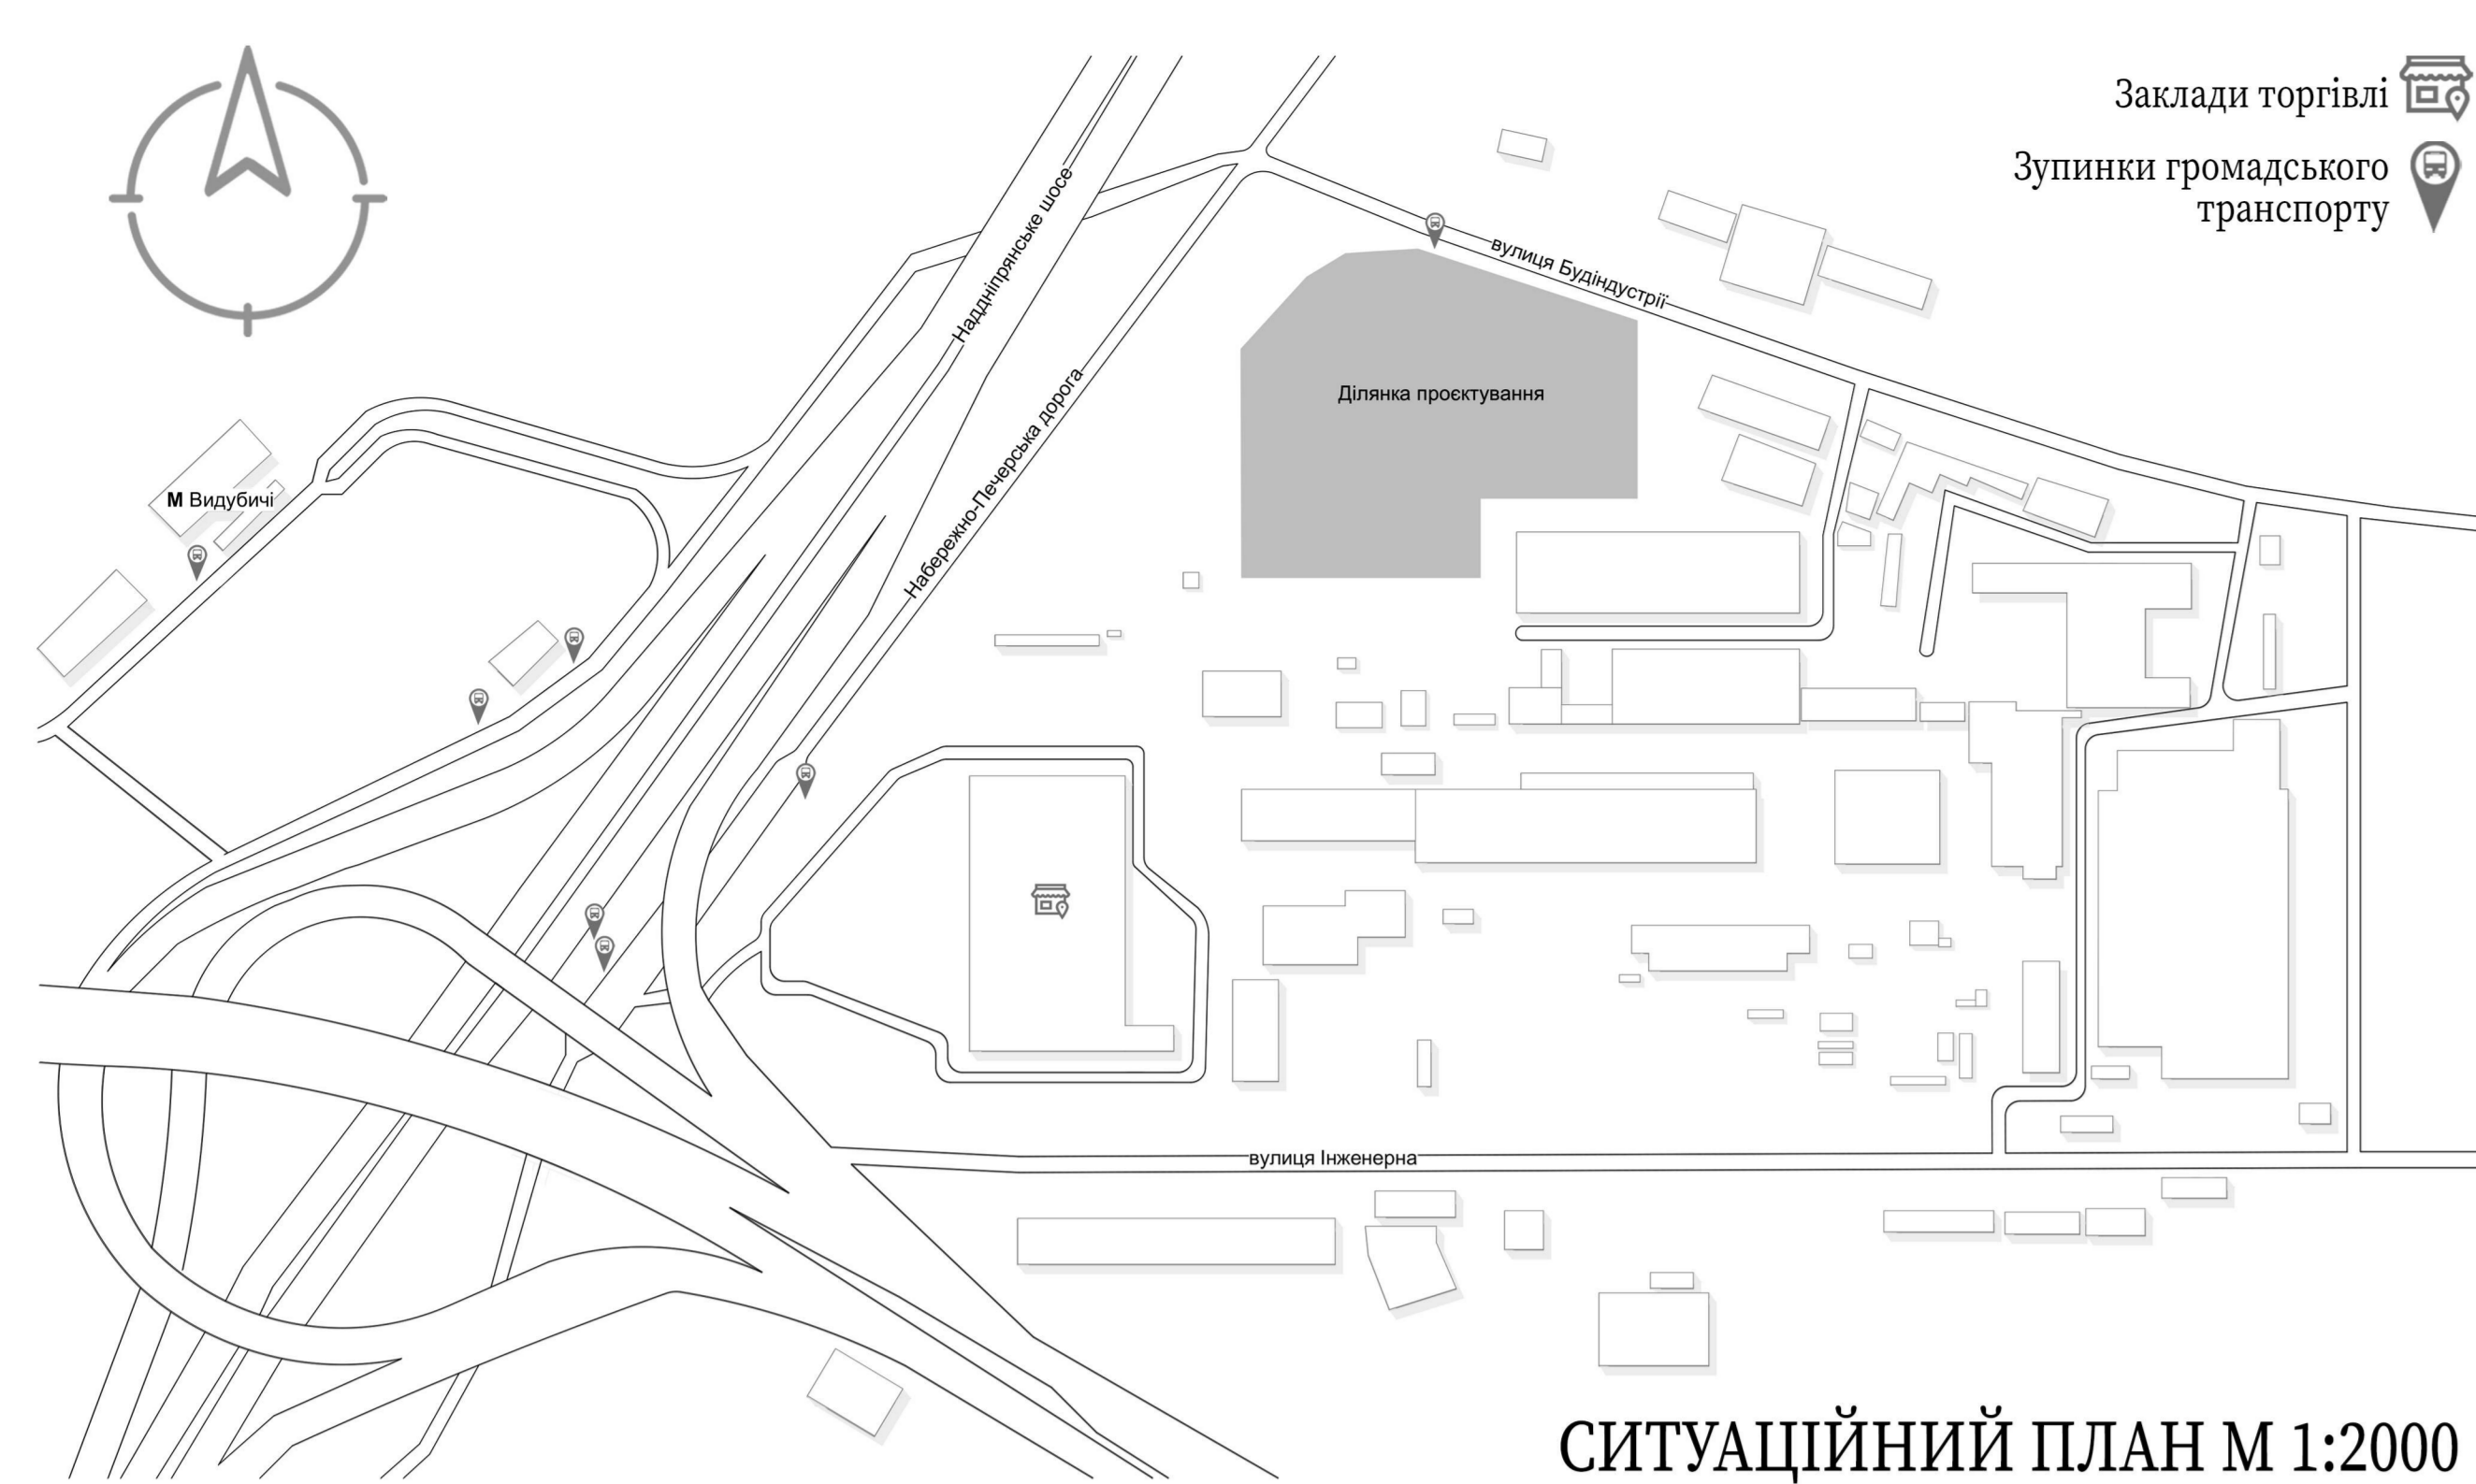 Заклади торгівлі
Зупинки громадського
транспорту
Наддніпрянське шосе
вулиця Будіндустрії
Набережно-Печерська дорога
Ділянка проєктування
М Видубичі
вулиця Інженерна
СИТУАЦІЙНИЙ ПЛАН М 1:2000